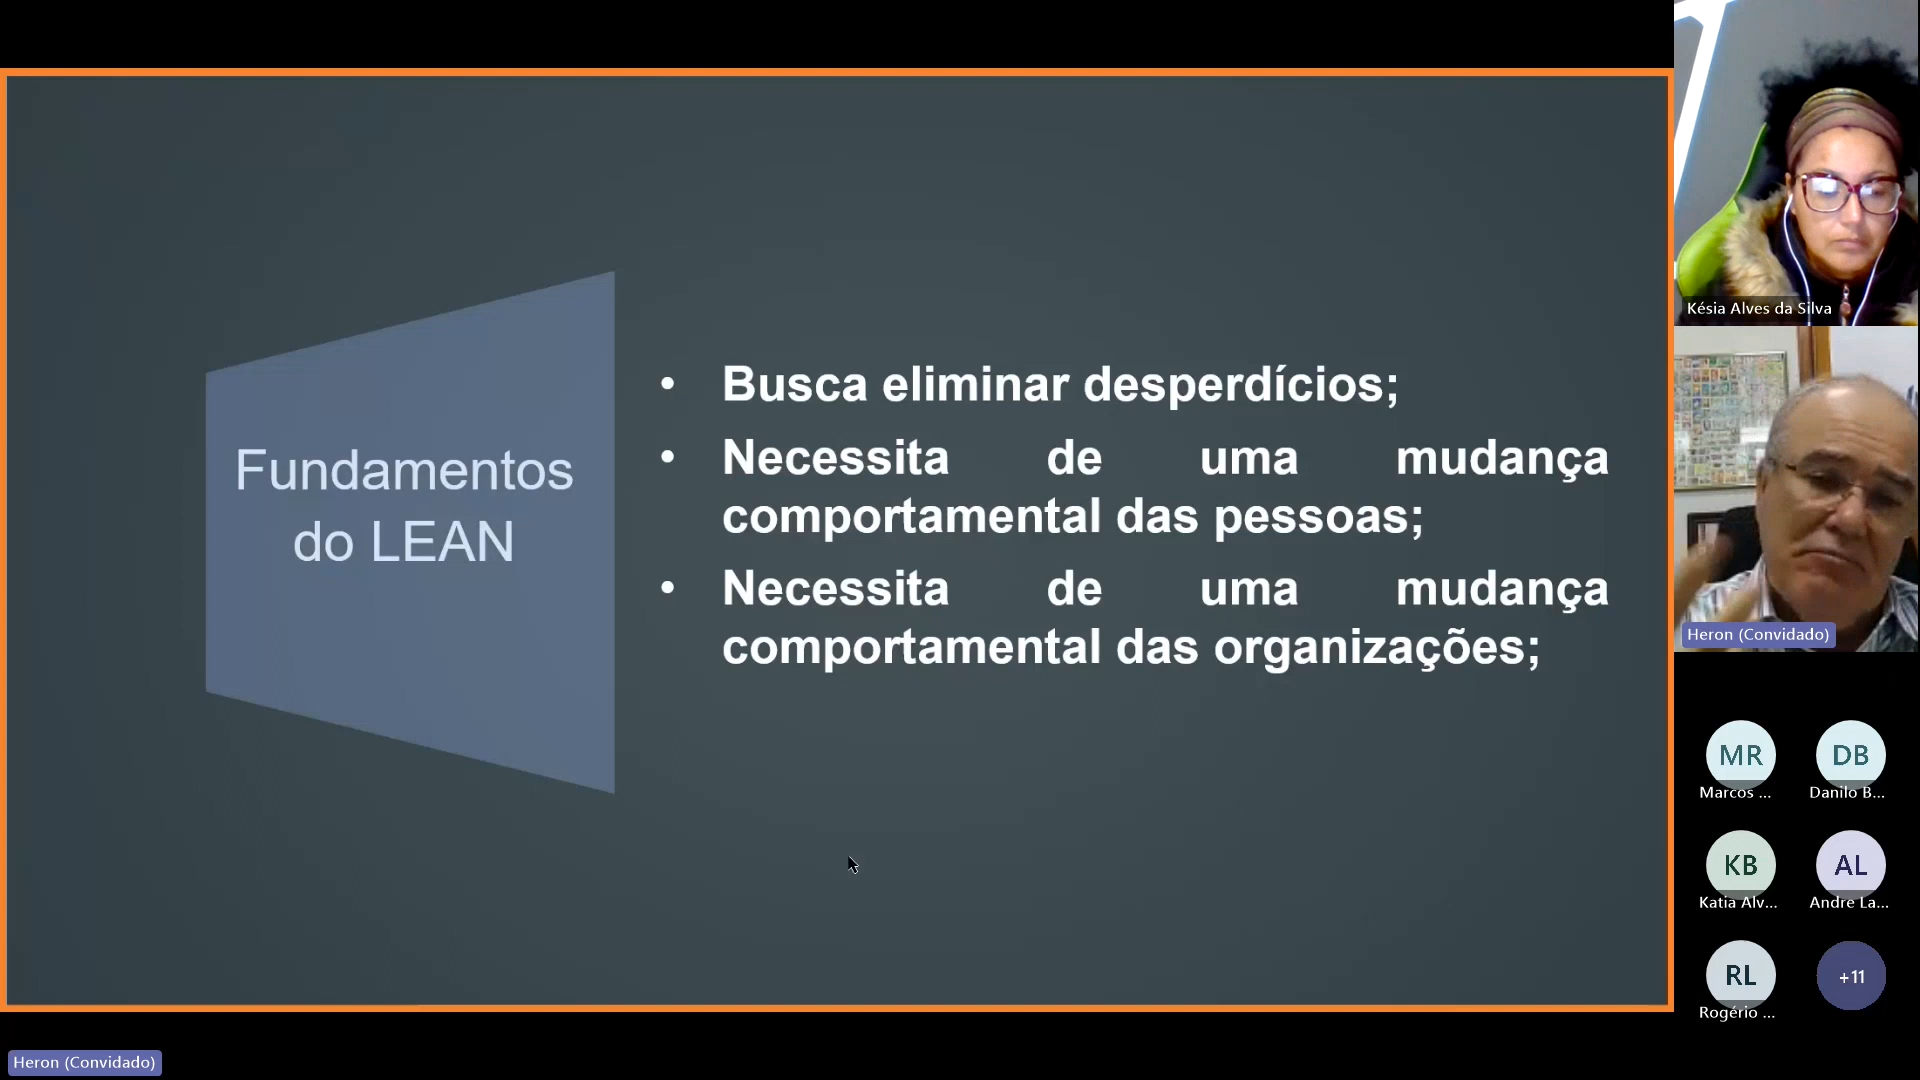 Fundamentos
do LEAN
• Busca eliminar desperdícios;
• Necessita de uma mudança
comportamental das pessoas;
• Necessita de uma mudança
comportamental das organizações;
Késia Alves da Silva
Heron (Convidado)
MR
Marcos ...
DB
Danilo B...
KB
Katia Alv...
AL
Andre La...
RL
Rogério ...
+11
Heron (Convidado)